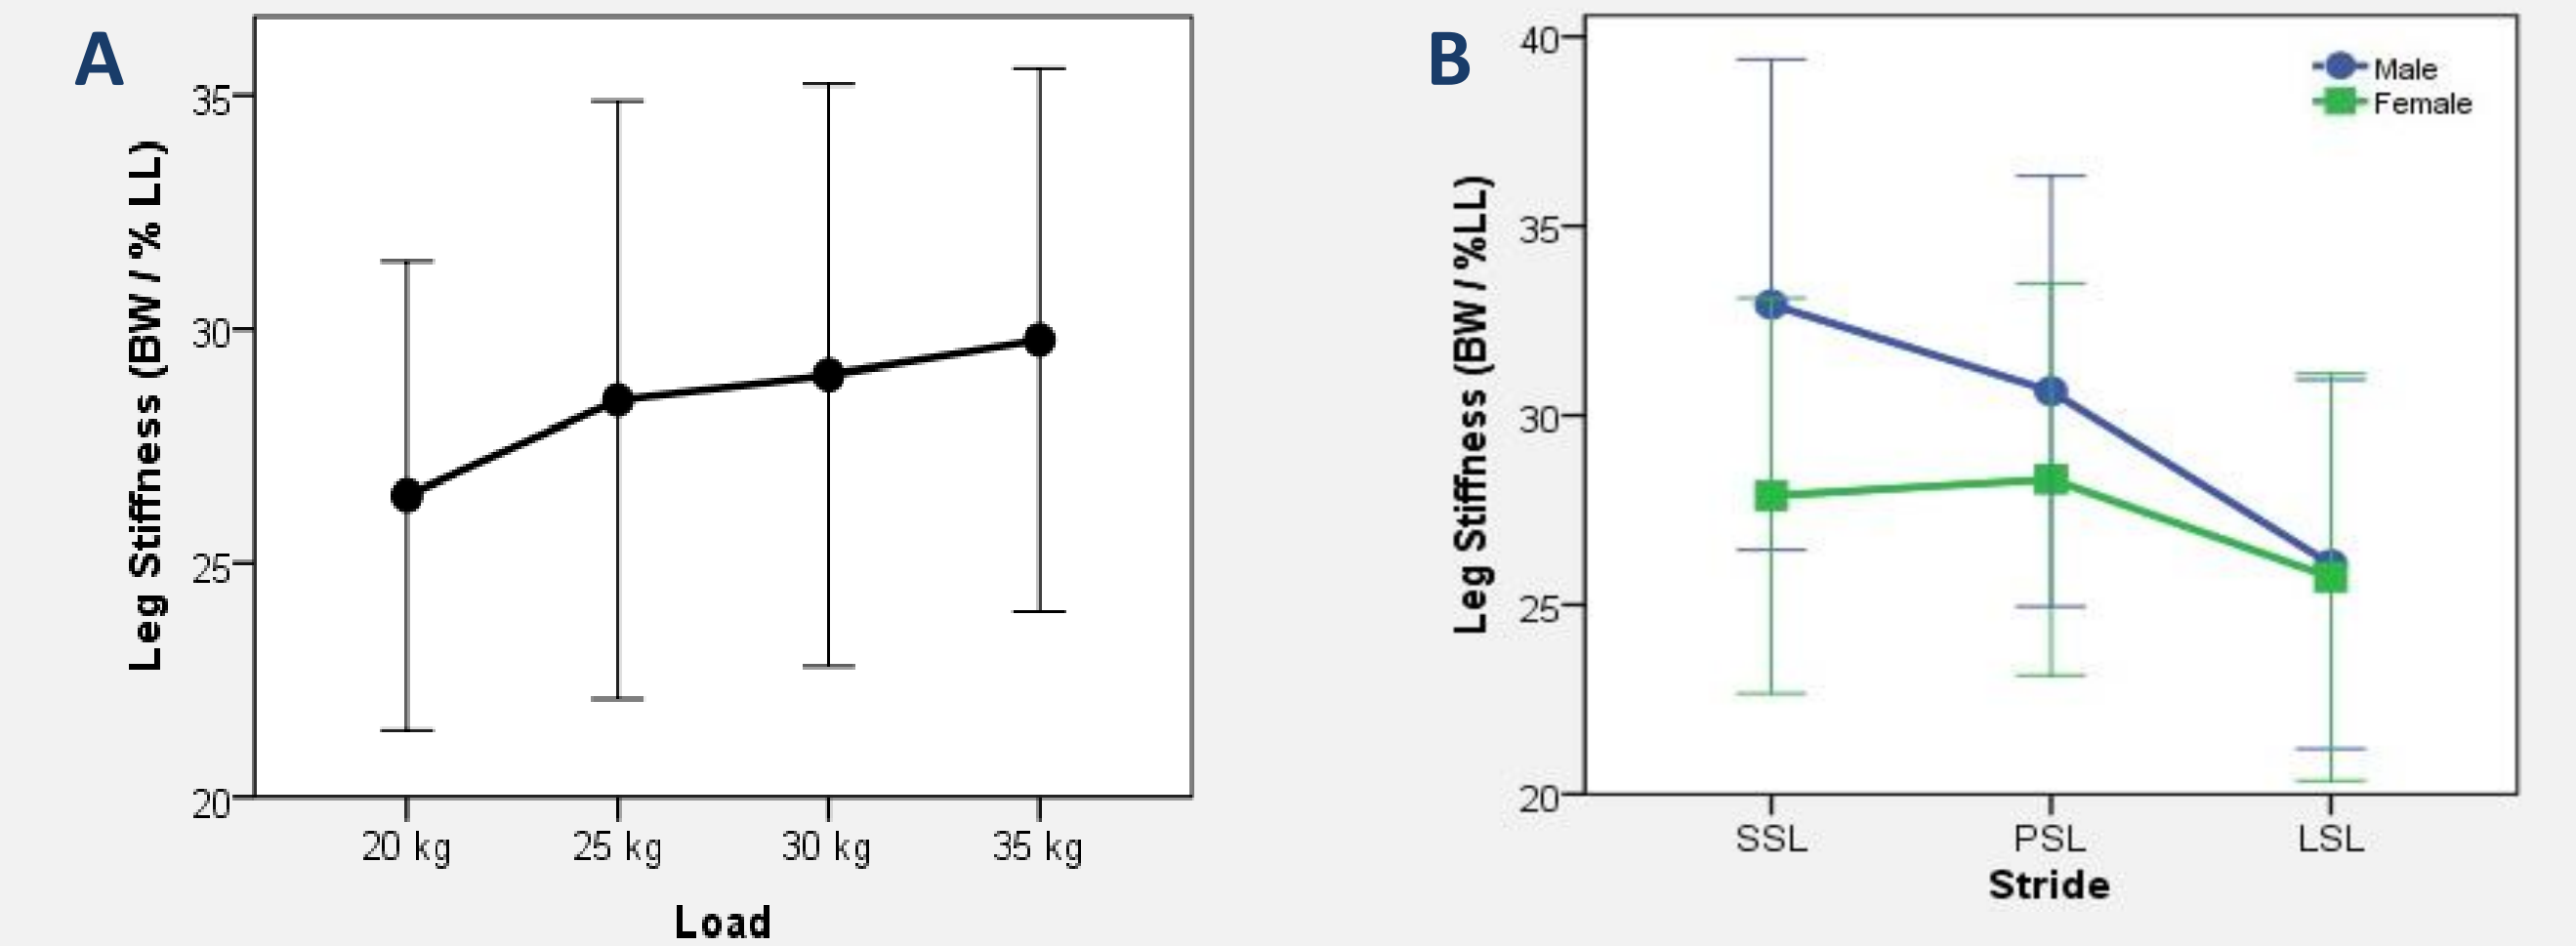 A
Leg Stiffness (BW / % LL)
35
30
25
20
20 kg 25 kg 30 kg 35 kg
Load
B
Leg Stiffness (BW / %LL)
40
35
30
25
20
Male
Female
SSL PSL LSL
Stride